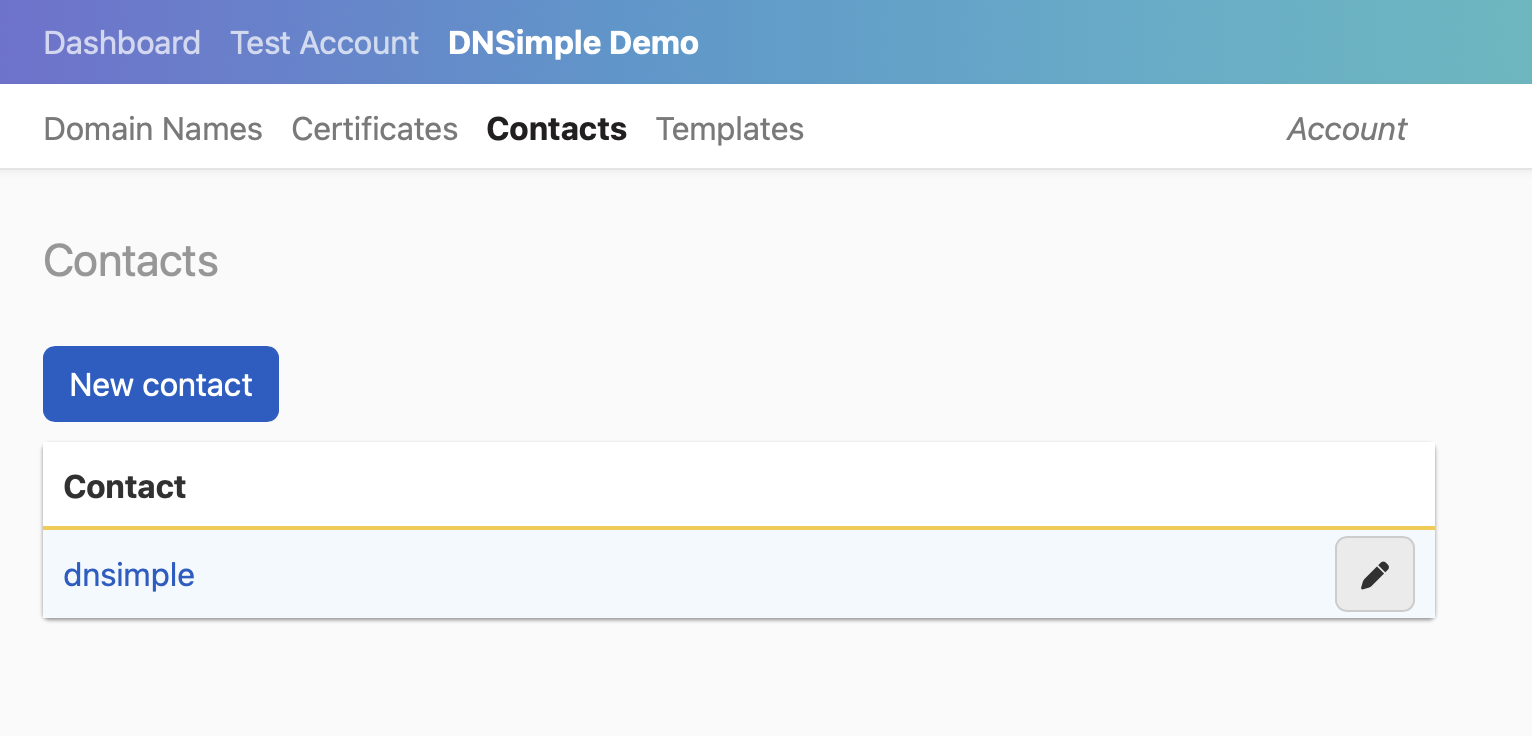 Dashboard Test Account DNSimple Demo
Domain Names Certificates Contacts Templates Account
Contacts
New contact
Contact
dnsimple